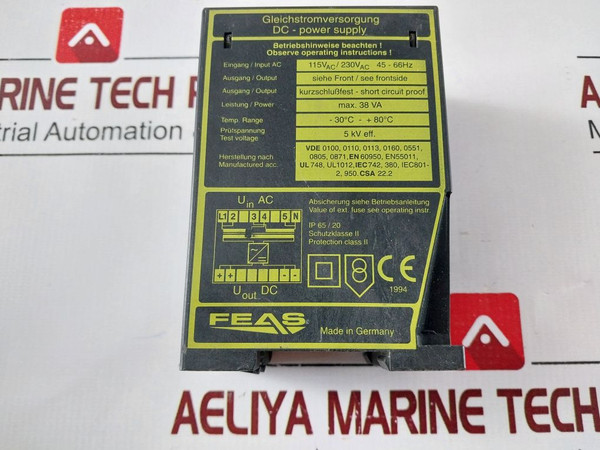 Gleichstromversorgung
DC - power supply
Betriebshinweise beachten !
Observe operating instructions !
Eingang / Input AC 115VAC / 230VAC 45 - 66Hz
Ausgang / Output siehe Front / see frontside
Ausgang / Output kurzschlußfest - short circuit proof
Leistung / Power max. 38 VA
Temp. Range - 30°C - + 80°C
Prüfspannung
Test voltage 5 kV eff.
Herstellung nach
Manufactured acc.
VDE 0100, 0110, 0113, 0160, 0551,
0805, 0871, EN 60950, EN55011,
UL 748, UL1012, IEC742, 380, IEC801-
2, 950, CSA 22.2
Uin AC
L1 2 3 4 5 N
Absicherung siehe Betriebsanleitung
Value of ext. fuse see operating instr.
IP 65 / 20
Schutzklasse II
Protection class II
+ + - -
Uout DC
CE
1994
FEAS
Made in Germany
MARINE TECH
strial Automation
AELIYA MARINE TECH